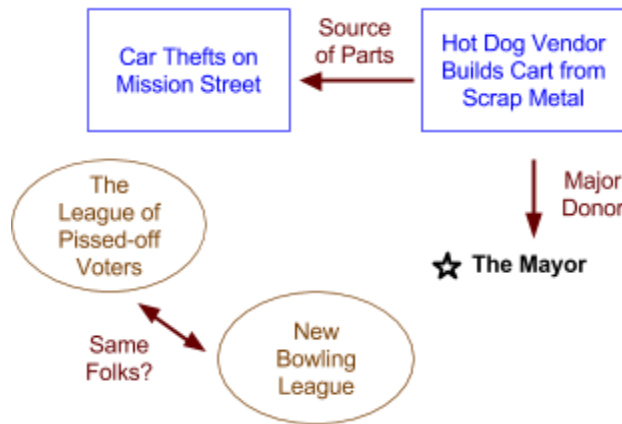 Car Thefts on
Mission Street
Source
of Parts
Hot Dog Vendor
Builds Cart from
Scrap Metal
Major
Donor
The Mayor
The
League of
Pissed-off
Voters
Same
Folks?
New
Bowling
League